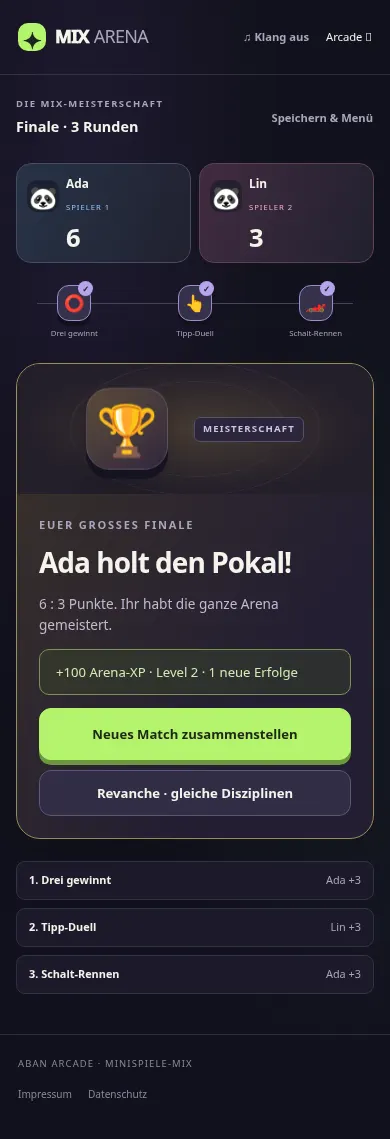 MIX ARENA
♫ Klang aus
Arcade
DIE MIX-MEISTERSCHAFT
Finale · 3 Runden
Speichern & Menü
Ada
SPIELER 1
6
Lin
SPIELER 2
3
Drei gewinnt
Tipp-Duell
Schalt-Rennen
MEISTERSCHAFT
EUER GROSSES FINALE
Ada holt den Pokal!
6 : 3 Punkte. Ihr habt die ganze Arena
gemeistert.
+100 Arena-XP · Level 2 · 1 neue Erfolge
Neues Match zusammenstellen
Revanche · gleiche Disziplinen
1. Drei gewinnt
Ada +3
2. Tipp-Duell
Lin +3
3. Schalt-Rennen
Ada +3
ABAN ARCADE · MINISPIELE-MIX
Impressum
Datenschutz